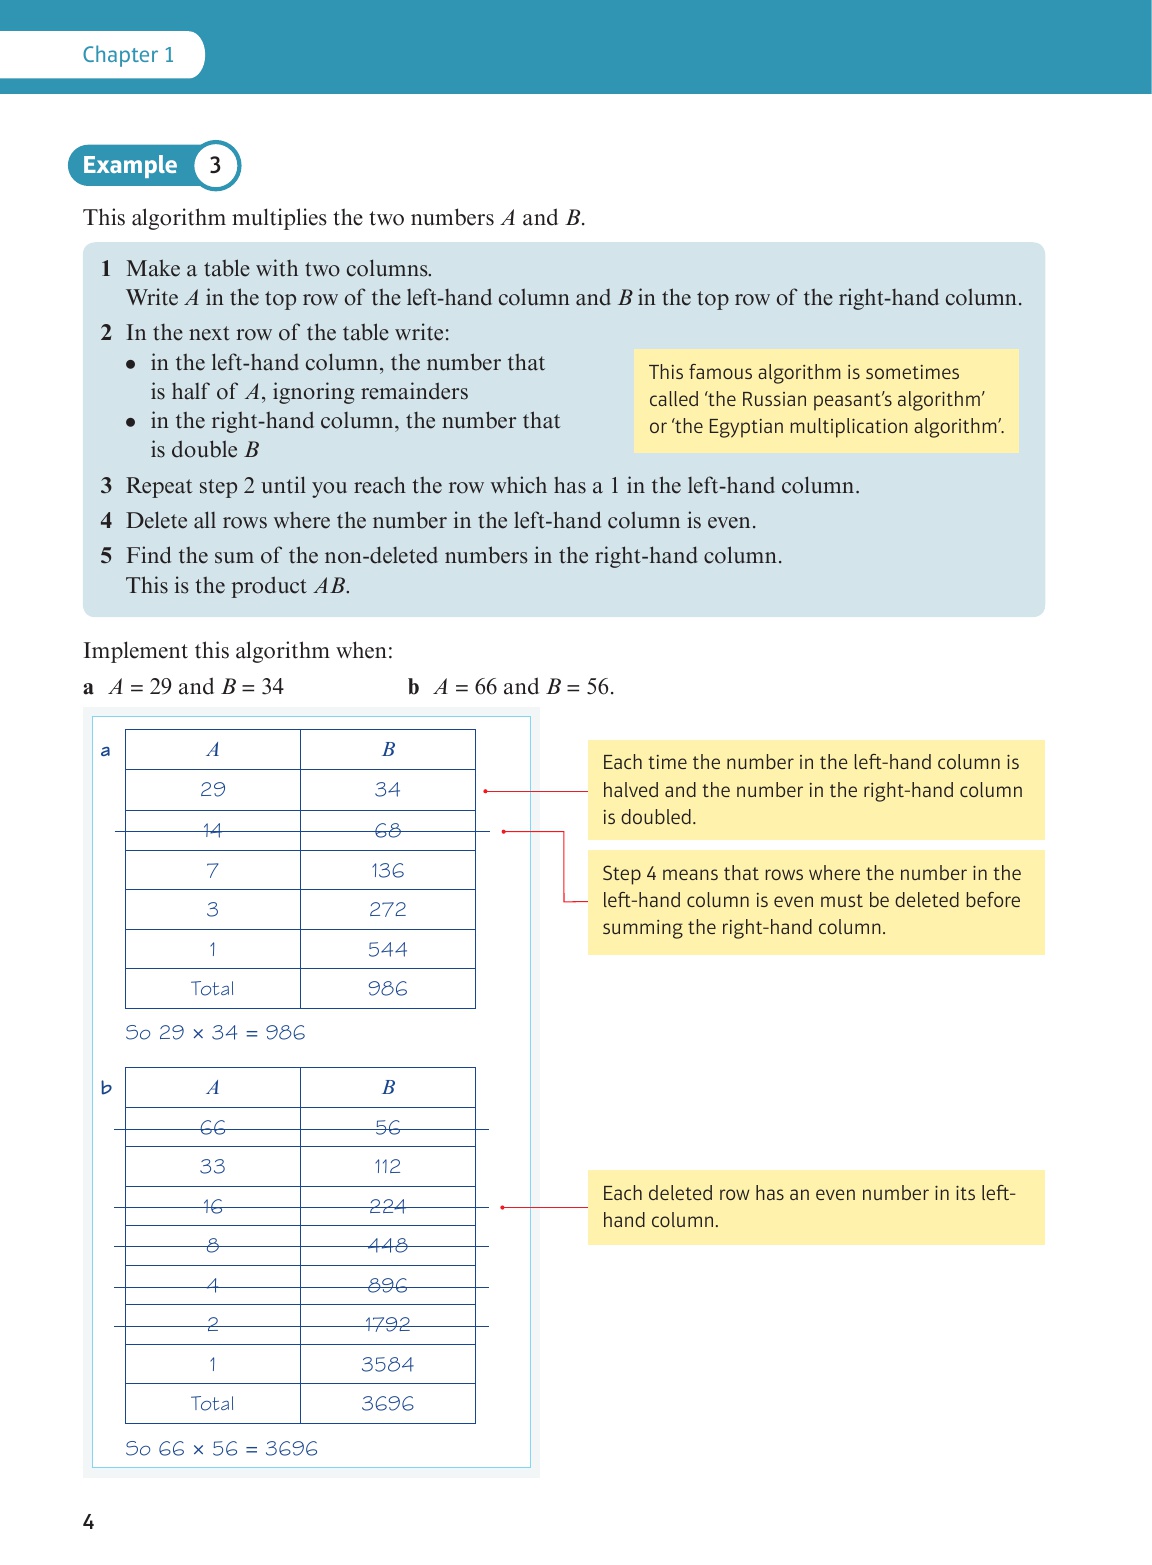 Chapter 1
Example 3
This algorithm multiplies the two numbers A and B.
1 Make a table with two columns.
Write A in the top row of the left-hand column and B in the top row of the right-hand column.
2 In the next row of the table write:
• in the left-hand column, the number that
is half of A, ignoring remainders
• in the right-hand column, the number that
is double B
This famous algorithm is sometimes
called ‘the Russian peasant’s algorithm’
or ‘the Egyptian multiplication algorithm’.
3 Repeat step 2 until you reach the row which has a 1 in the left-hand column.
4 Delete all rows where the number in the left-hand column is even.
5 Find the sum of the non-deleted numbers in the right-hand column.
This is the product AB.
Implement this algorithm when:
a A = 29 and B = 34 b A = 66 and B = 56.
a A B
29 34
14 68
7 136
3 272
1 544
Total 986
So 29 × 34 = 986
Each time the number in the left-hand column is
halved and the number in the right-hand column
is doubled.
Step 4 means that rows where the number in the
left-hand column is even must be deleted before
summing the right-hand column.
b A B
66 56
33 112
16 224
8 448
4 896
2 1792
1 3584
Total 3696
So 66 × 56 = 3696
Each deleted row has an even number in its left-
hand column.
4